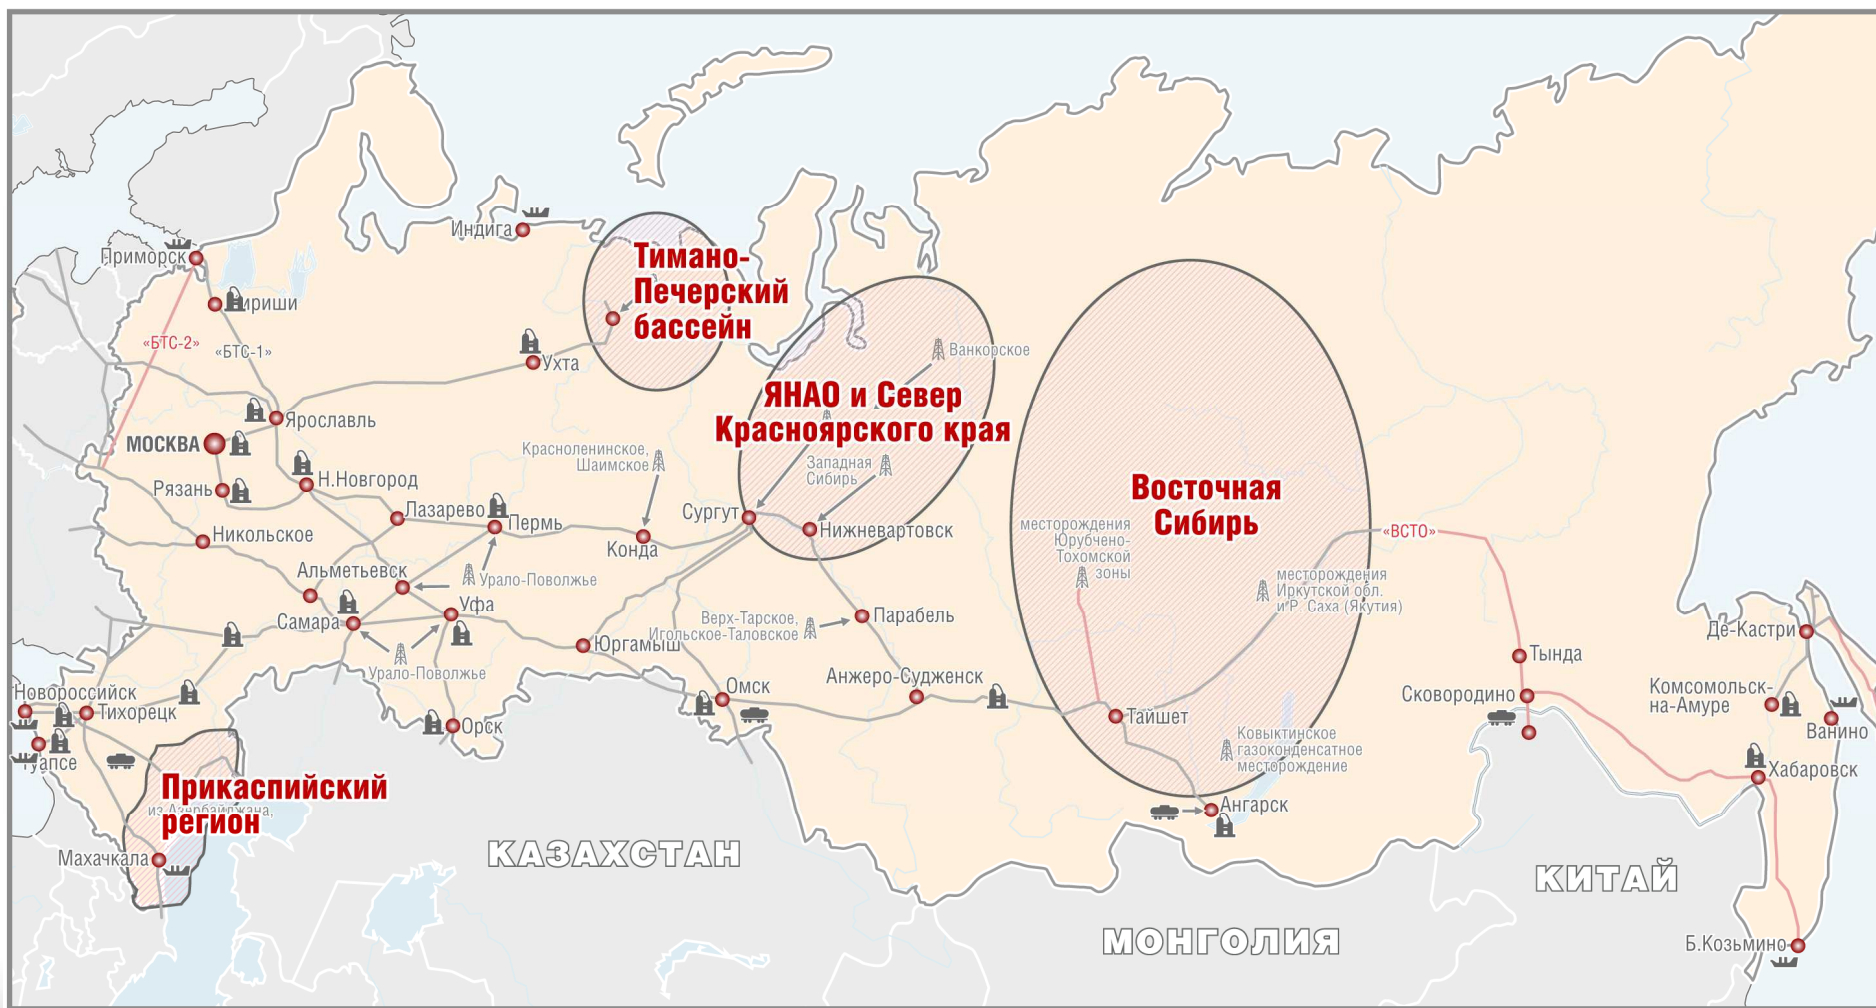 Индига
Приморск
Кириши
«БТС-2»
«БТС-1»
Тимано-
Печерский
бассейн
Ухта
Ванкорское
ЯНАО и Север
Красноярского края
Ярославль
МОСКВА
Красноленинское,
Шаимское
Западная
Сибирь
Рязань
Н.Новгород
Лазарево
Пермь
Сургут
Нижневартовск
Конда
Никольское
Восточная
Сибирь
месторождения
Юрубчено-
Тохомской
зоны
«ВСТО»
Альметьевск
Урало-Поволжье
месторождения
Иркутской обл.
и Р. Саха (Якутия)
Уфа
Самара
Верх-Тарское,
Игольское-Таловское
Парабель
Юргамыш
Урало-Поволжье
Де-Кастри
Тында
Новороссийск
Тихорецк
Омск
Анжеро-Судженск
Тайшет
Сковородино
Комсомольск-
на-Амуре
Орск
Туапсе
Ковыктинское
газоконденсатное
месторождение
Ванино
Хабаровск
Прикаспийский
из Азербайджана,
регион
Ангарск
Махачкала
КАЗАХСТАН
КИТАЙ
МОНГОЛИЯ
Б.Козьмино